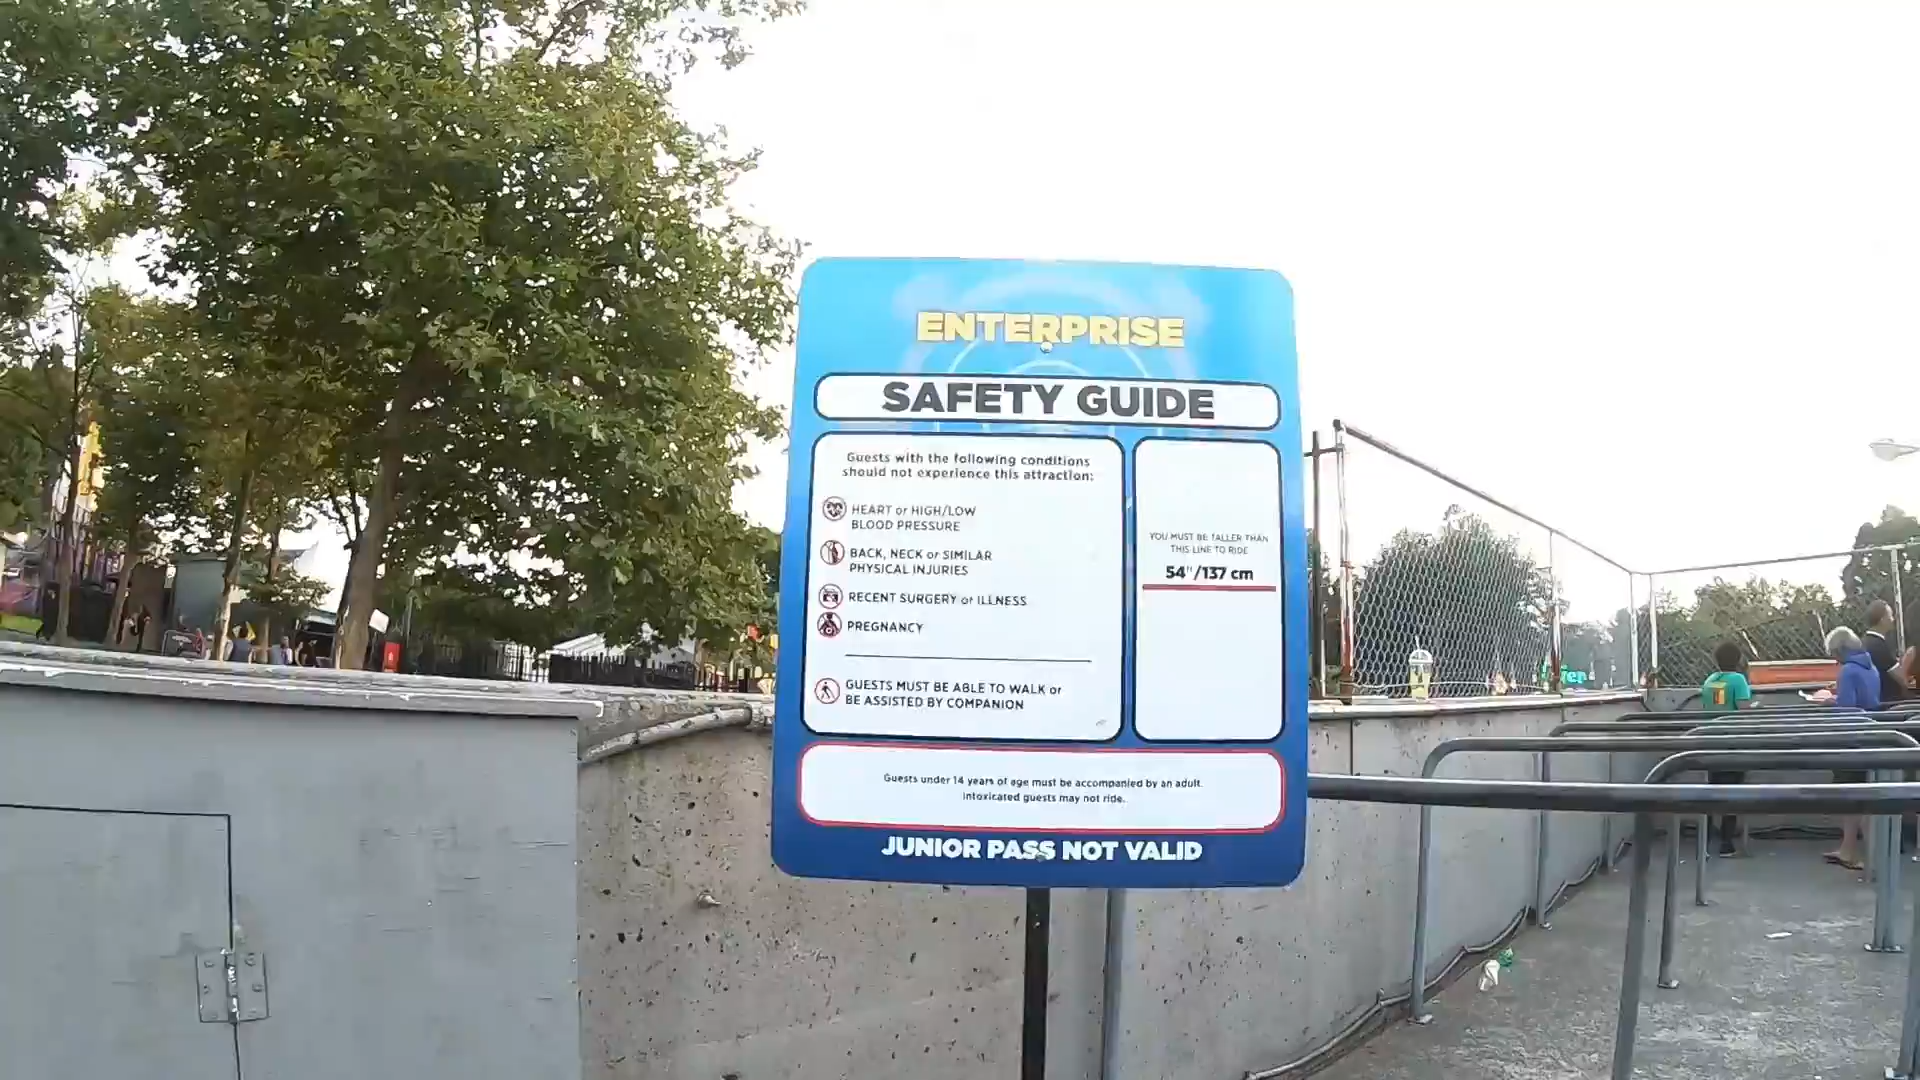 ENTERPRISE
SAFETY GUIDE
Guests with the following conditions
should not experience this attraction:
HEART or HIGH/LOW
BLOOD PRESSURE
BACK, NECK or SIMILAR
PHYSICAL INJURIES
RECENT SURGERY or ILLNESS
PREGNANCY
GUESTS MUST BE ABLE TO WALK or
BE ASSISTED BY COMPANION
YOU MUST BE TALLER THAN
THIS LINE TO RIDE
54"/137 cm
Guests under 14 years of age must be accompanied by an adult.
Intoxicated guests may not ride.
JUNIOR PASS NOT VALID